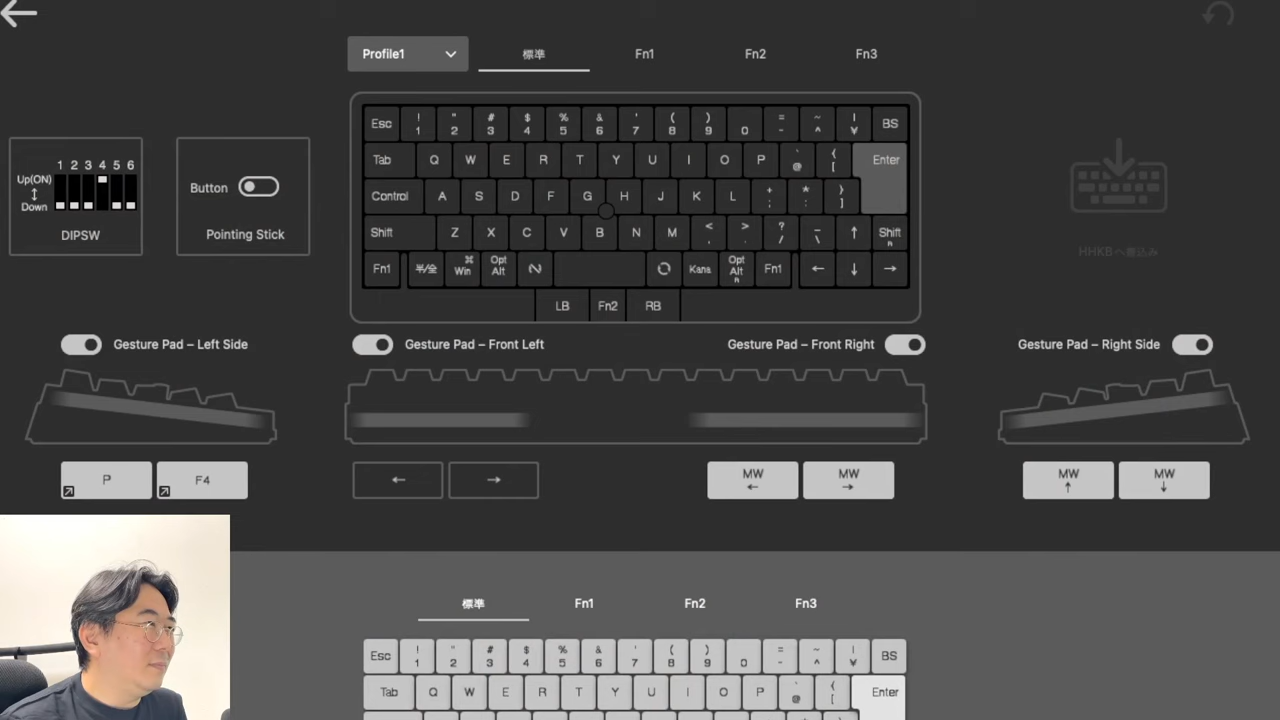 Profile1 標準 Fn1 Fn2 Fn3
Esc ! 1 " 2 # 3 $ 4 % 5 & 6 ' 7 ( 8 ) 9 0 = - ~ ^ | ¥ BS
Tab Q W E R T Y U I O P ` @ { [ Enter
Control A S D F G H J K L + ; * : } ]
Shift Z X C V B N M < , > . ? / _ \ ↑ Shift R
Fn1 半/全 ⌘ Win Opt Alt Kana Opt Alt R Fn1 ← ↓ →
LB Fn2 RB
1 2 3 4 5 6
Up(ON)
↕
Down
DIPSW
Button
Pointing Stick
HHKBへ書込み
Gesture Pad – Left Side
Gesture Pad – Front Left
Gesture Pad – Front Right
Gesture Pad – Right Side
P F4
← →
MW ← MW →
MW ↑ MW ↓
標準 Fn1 Fn2 Fn3
Esc ! 1 " 2 # 3 $ 4 % 5 & 6 ' 7 ( 8 ) 9 0 = - ~ ^ | ¥ BS
Tab Q W E R T Y U I O P ` @ { [ Enter